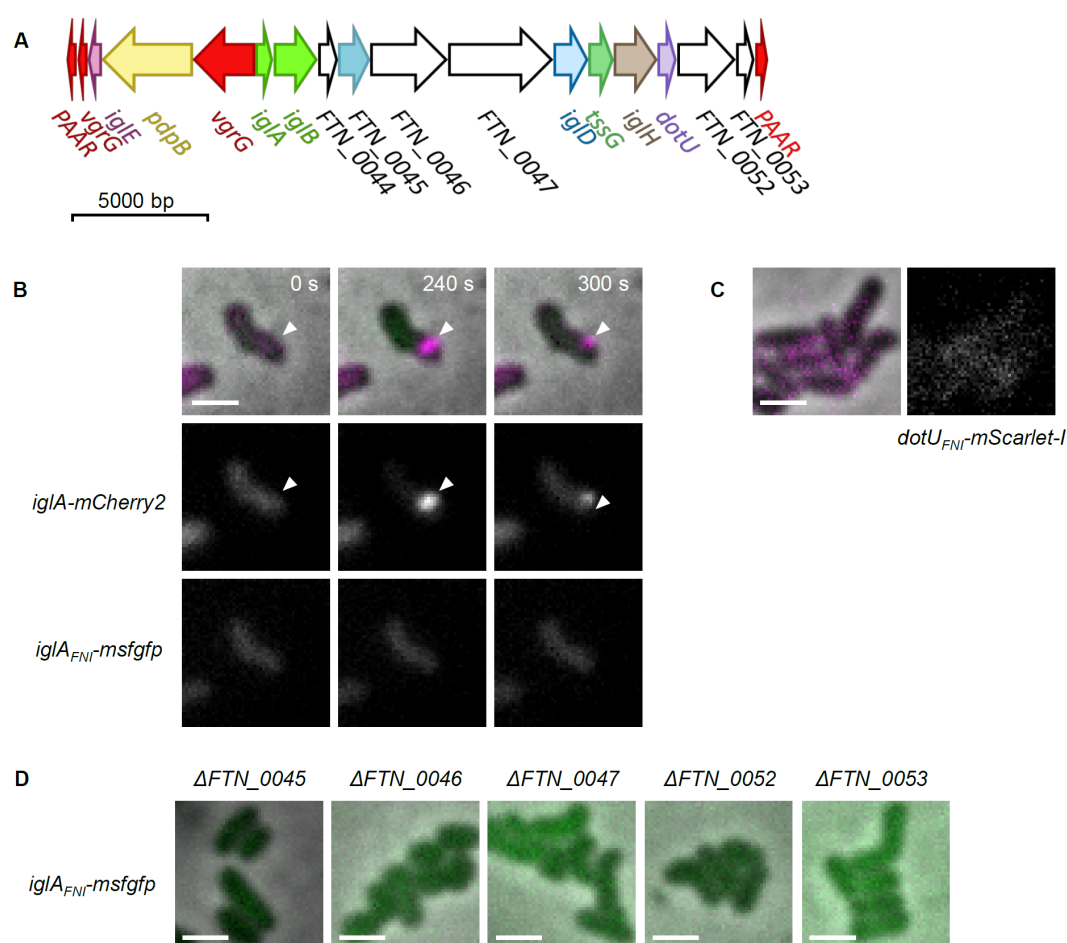 A
PAAR
vgrG
iglE
pdpB
vgrG
iglA
iglB
FTN_0044
FTN_0045
FTN_0046
FTN_0047
iglD
tssG
iglH
dotU
FTN_0052
FTN_0053
PAAR
5000 bp
B
0 s
240 s
300 s
iglA-mCherry2
iglAFNI-msfgfp
C
dotUFNI-mScarlet-I
D
ΔFTN_0045
ΔFTN_0046
ΔFTN_0047
ΔFTN_0052
ΔFTN_0053
iglAFNI-msfgfp